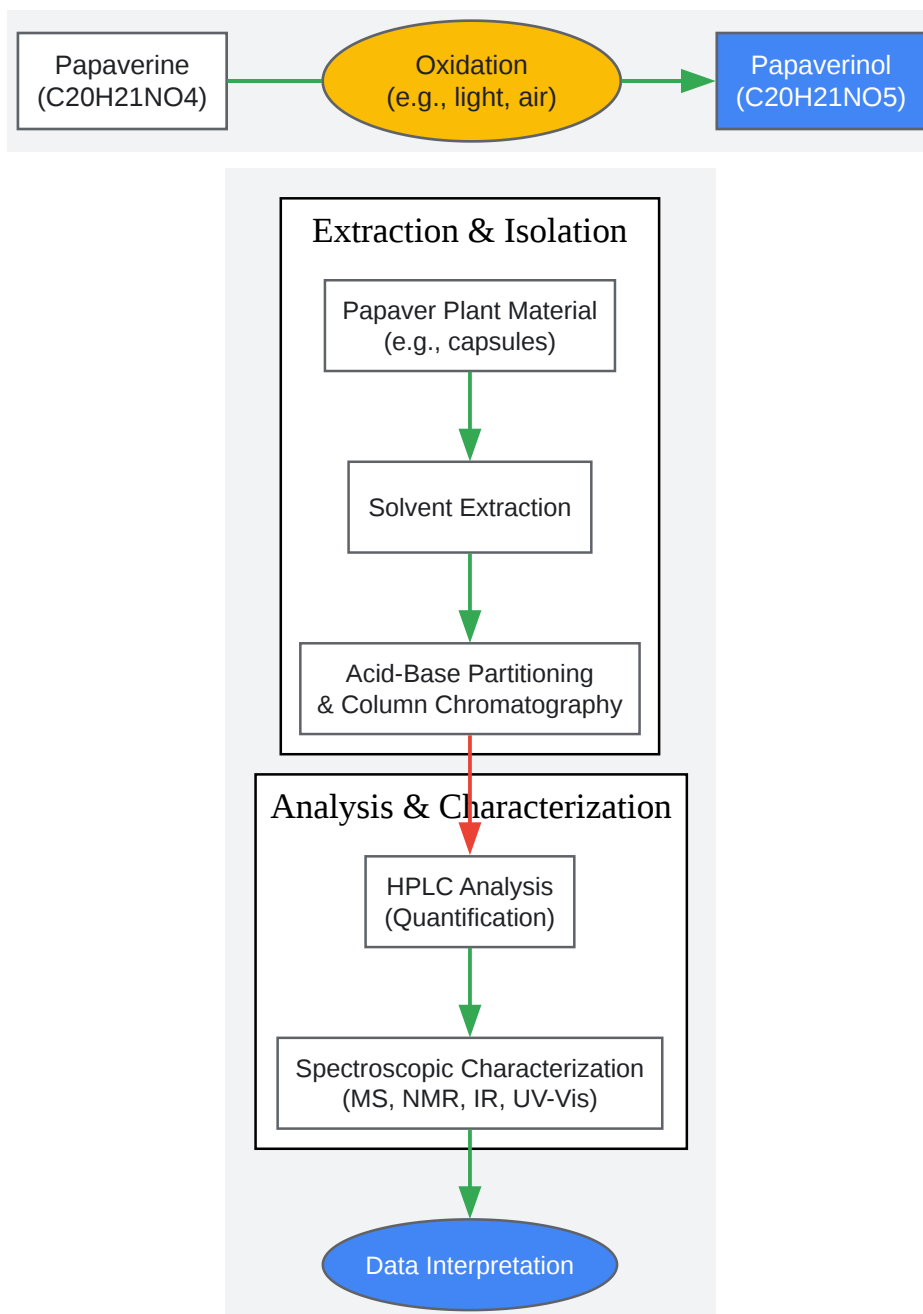 Papaverine
(C20H21NO4)
Oxidation
(e.g., light, air)
Papaverinol
(C20H21NO5)
Extraction & Isolation
Papaver Plant Material
(e.g., capsules)
Solvent Extraction
Acid-Base Partitioning
& Column Chromatography
Analysis & Characterization
HPLC Analysis
(Quantification)
Spectroscopic Characterization
(MS, NMR, IR, UV-Vis)
Data Interpretation